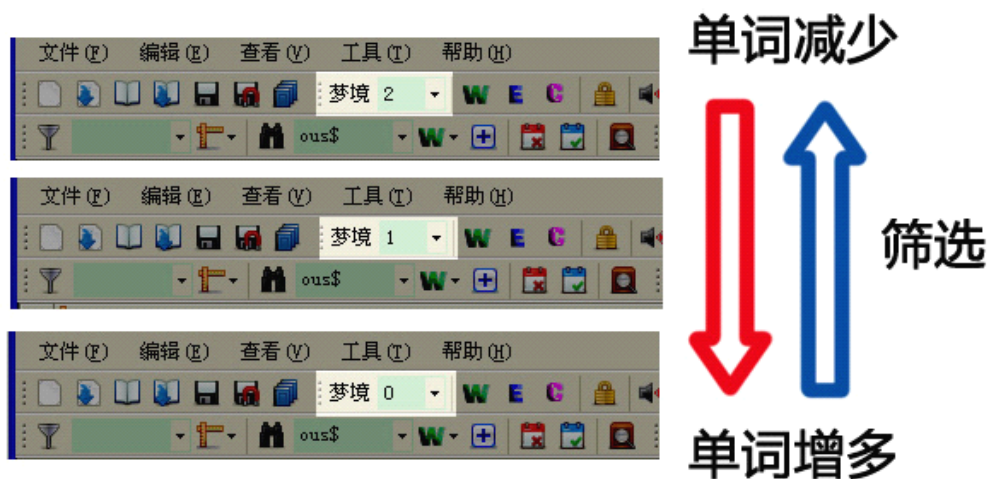 单词减少
文件(F) 编辑(E) 查看(V) 工具(T) 帮助(H)
梦境 2 W E C
ous$ W
文件(F) 编辑(E) 查看(V) 工具(T) 帮助(H)
梦境 1 W E C
ous$ W
筛选
文件(F) 编辑(E) 查看(V) 工具(T) 帮助(H)
梦境 0 W E C
ous$ W
单词增多